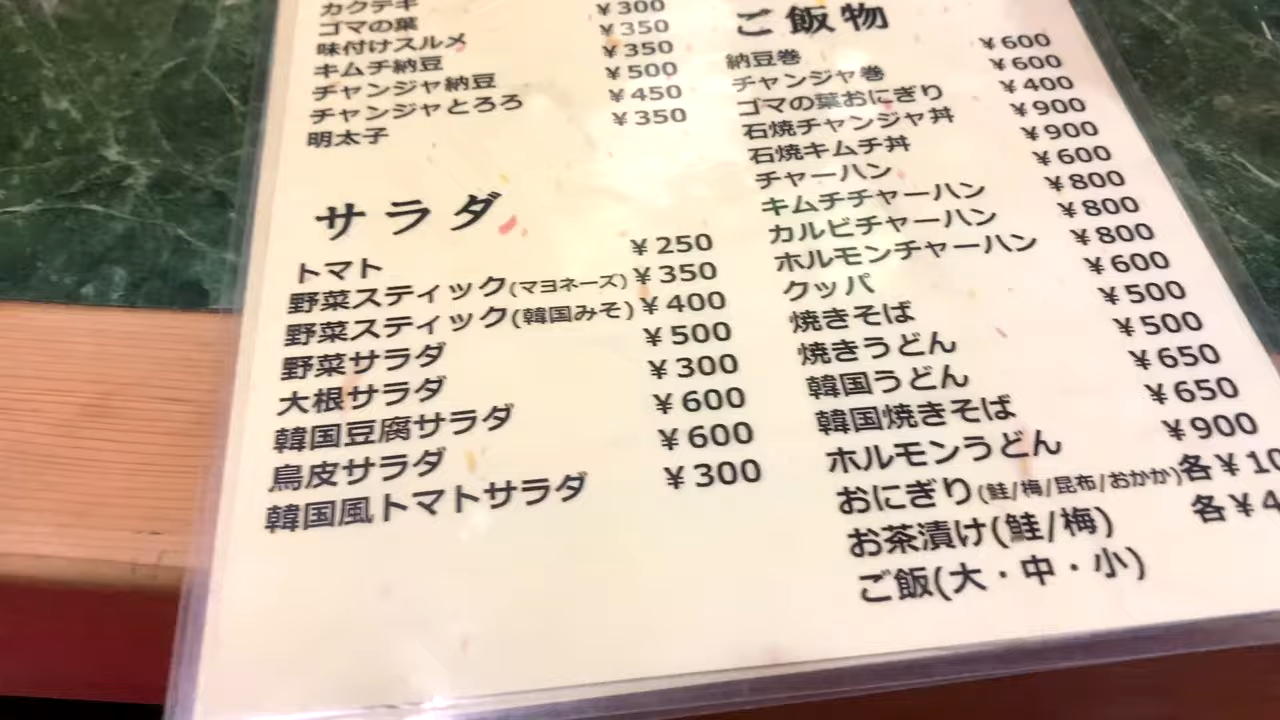 カクテキ
ゴマの葉 ¥300
味付けスルメ ¥350
キムチ納豆 ¥350
チャンジャ納豆 ¥500
チャンジャとろろ ¥450
明太子 ¥350
サラダ
トマト ¥250
野菜スティック(マヨネーズ) ¥350
野菜スティック(韓国みそ) ¥400
野菜サラダ ¥500
大根サラダ ¥300
韓国豆腐サラダ ¥600
鳥皮サラダ ¥600
韓国風トマトサラダ ¥300
ご飯物
納豆巻 ¥600
チャンジャ巻 ¥600
ゴマの葉おにぎり ¥400
石焼チャンジャ丼 ¥900
石焼キムチ丼 ¥900
チャーハン ¥600
キムチチャーハン ¥800
カルビチャーハン ¥800
ホルモンチャーハン ¥800
クッパ ¥600
焼きそば ¥500
焼きうどん ¥500
韓国うどん ¥650
韓国焼きそば ¥650
ホルモンうどん ¥900
おにぎり(鮭/梅/昆布/おかか) 各¥10
お茶漬け(鮭/梅) 各¥4
ご飯(大・中・小)